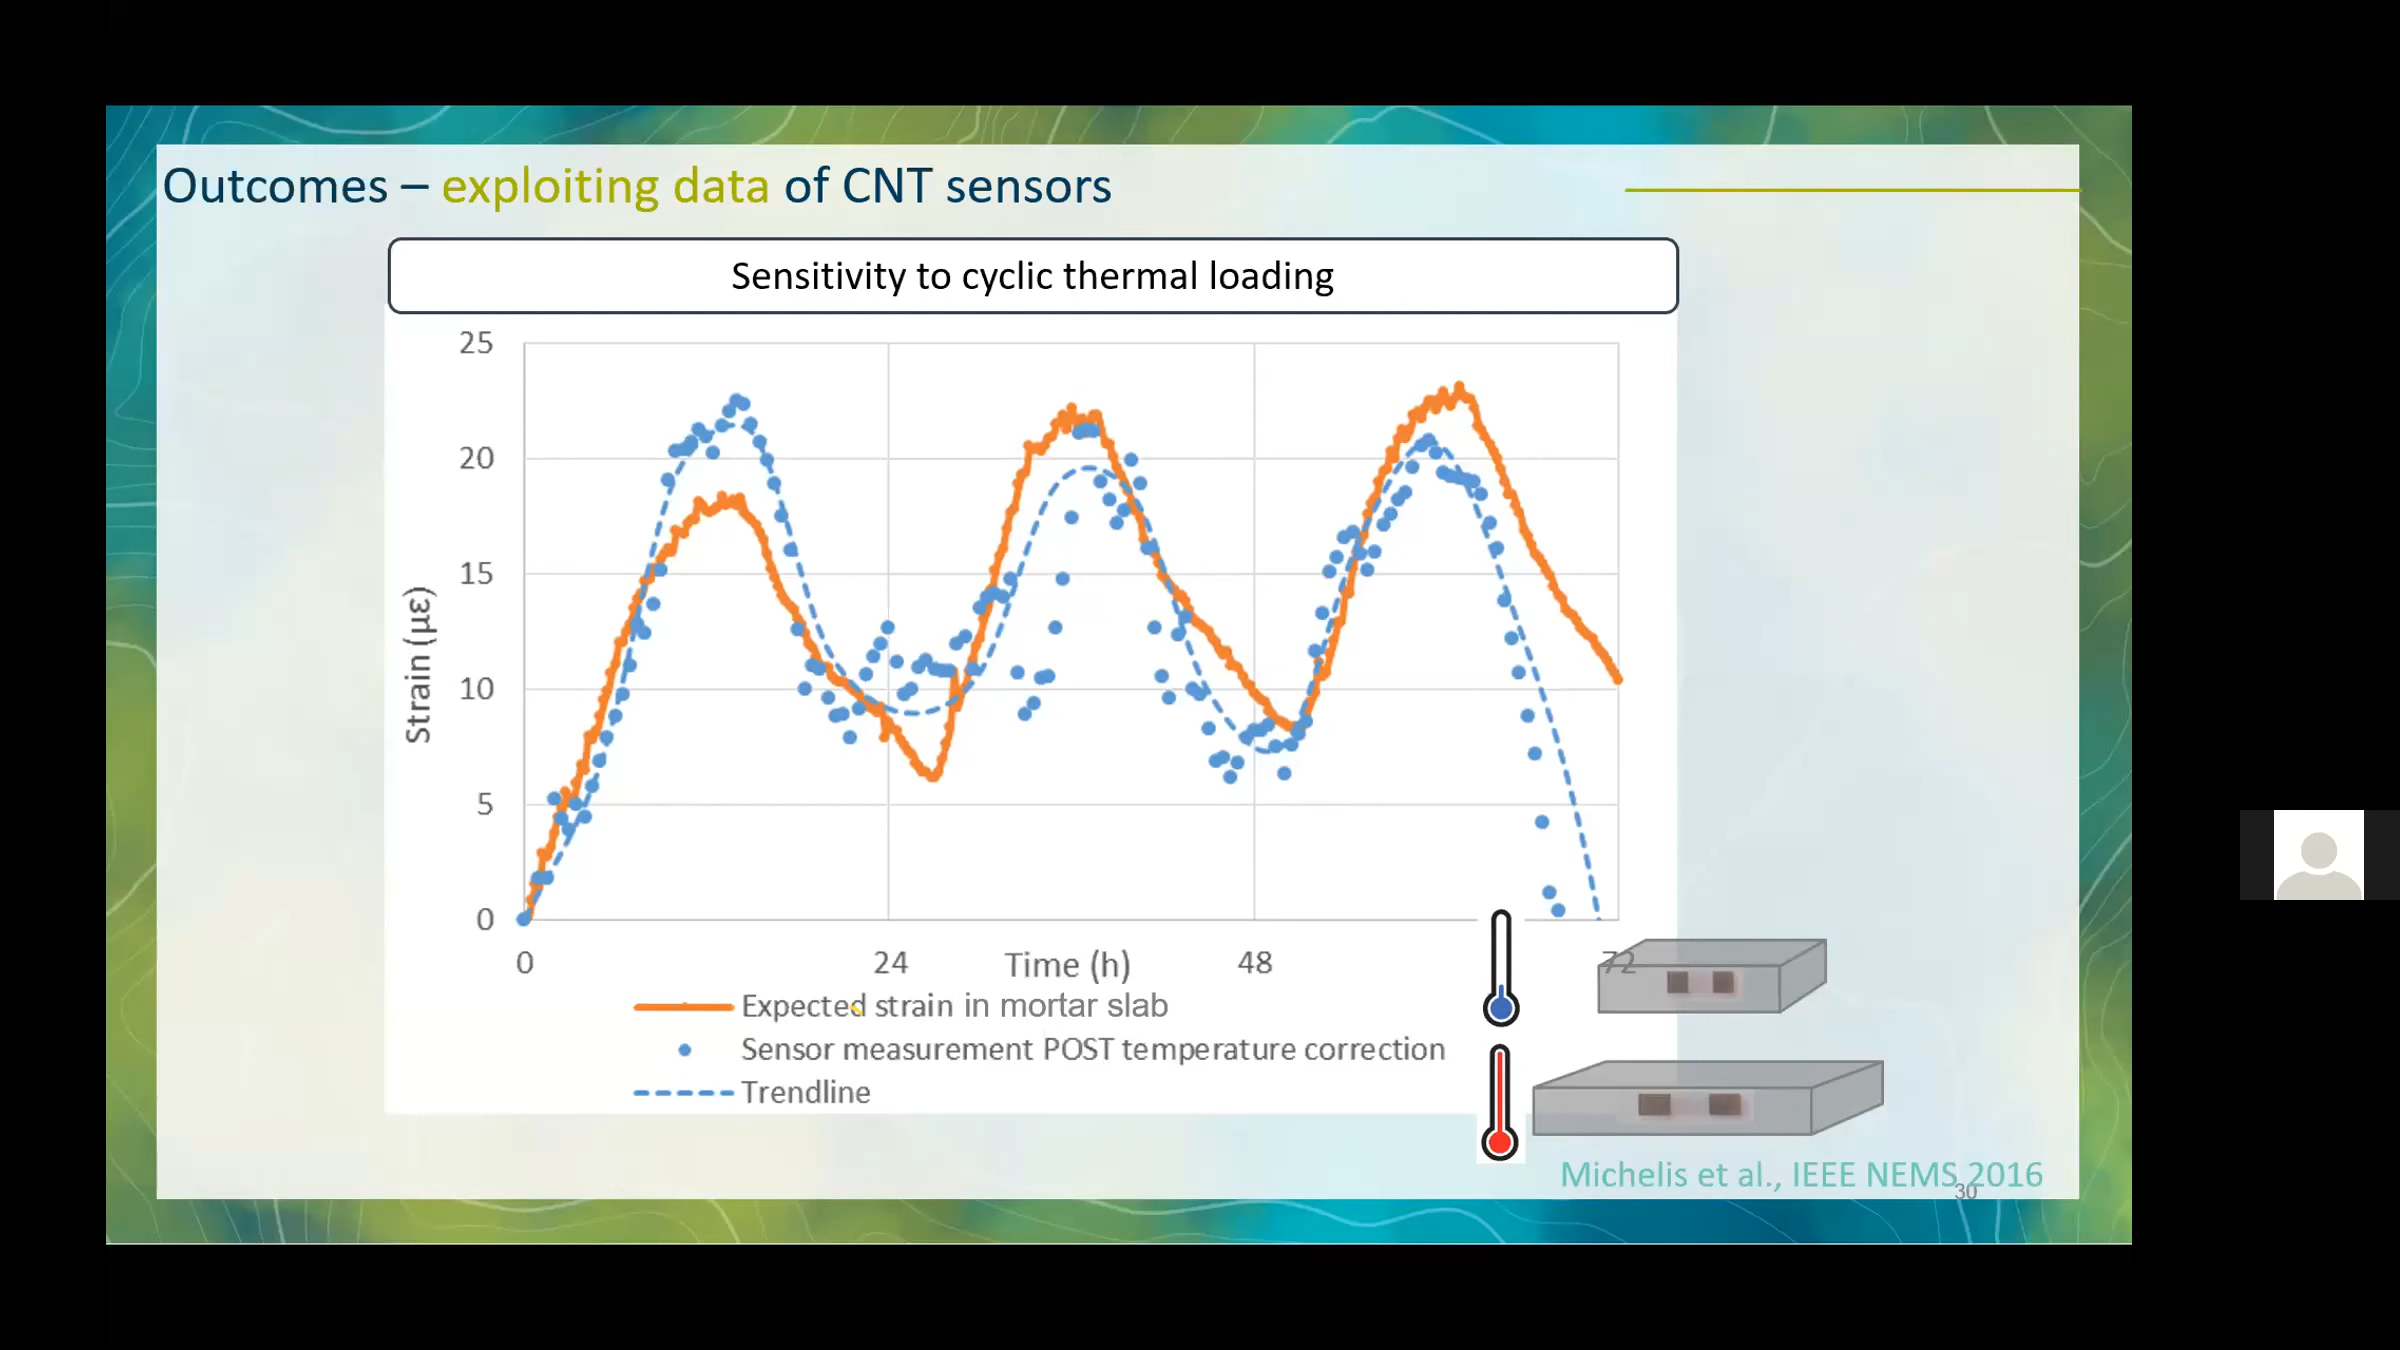 Outcomes – exploiting data of CNT sensors
Sensitivity to cyclic thermal loading
25
20
15
10
5
0
Strain (με)
0 24 48 72
Time (h)
Expected strain in mortar slab
Sensor measurement POST temperature correction
Trendline
Michelis et al., IEEE NEMS 2016
30